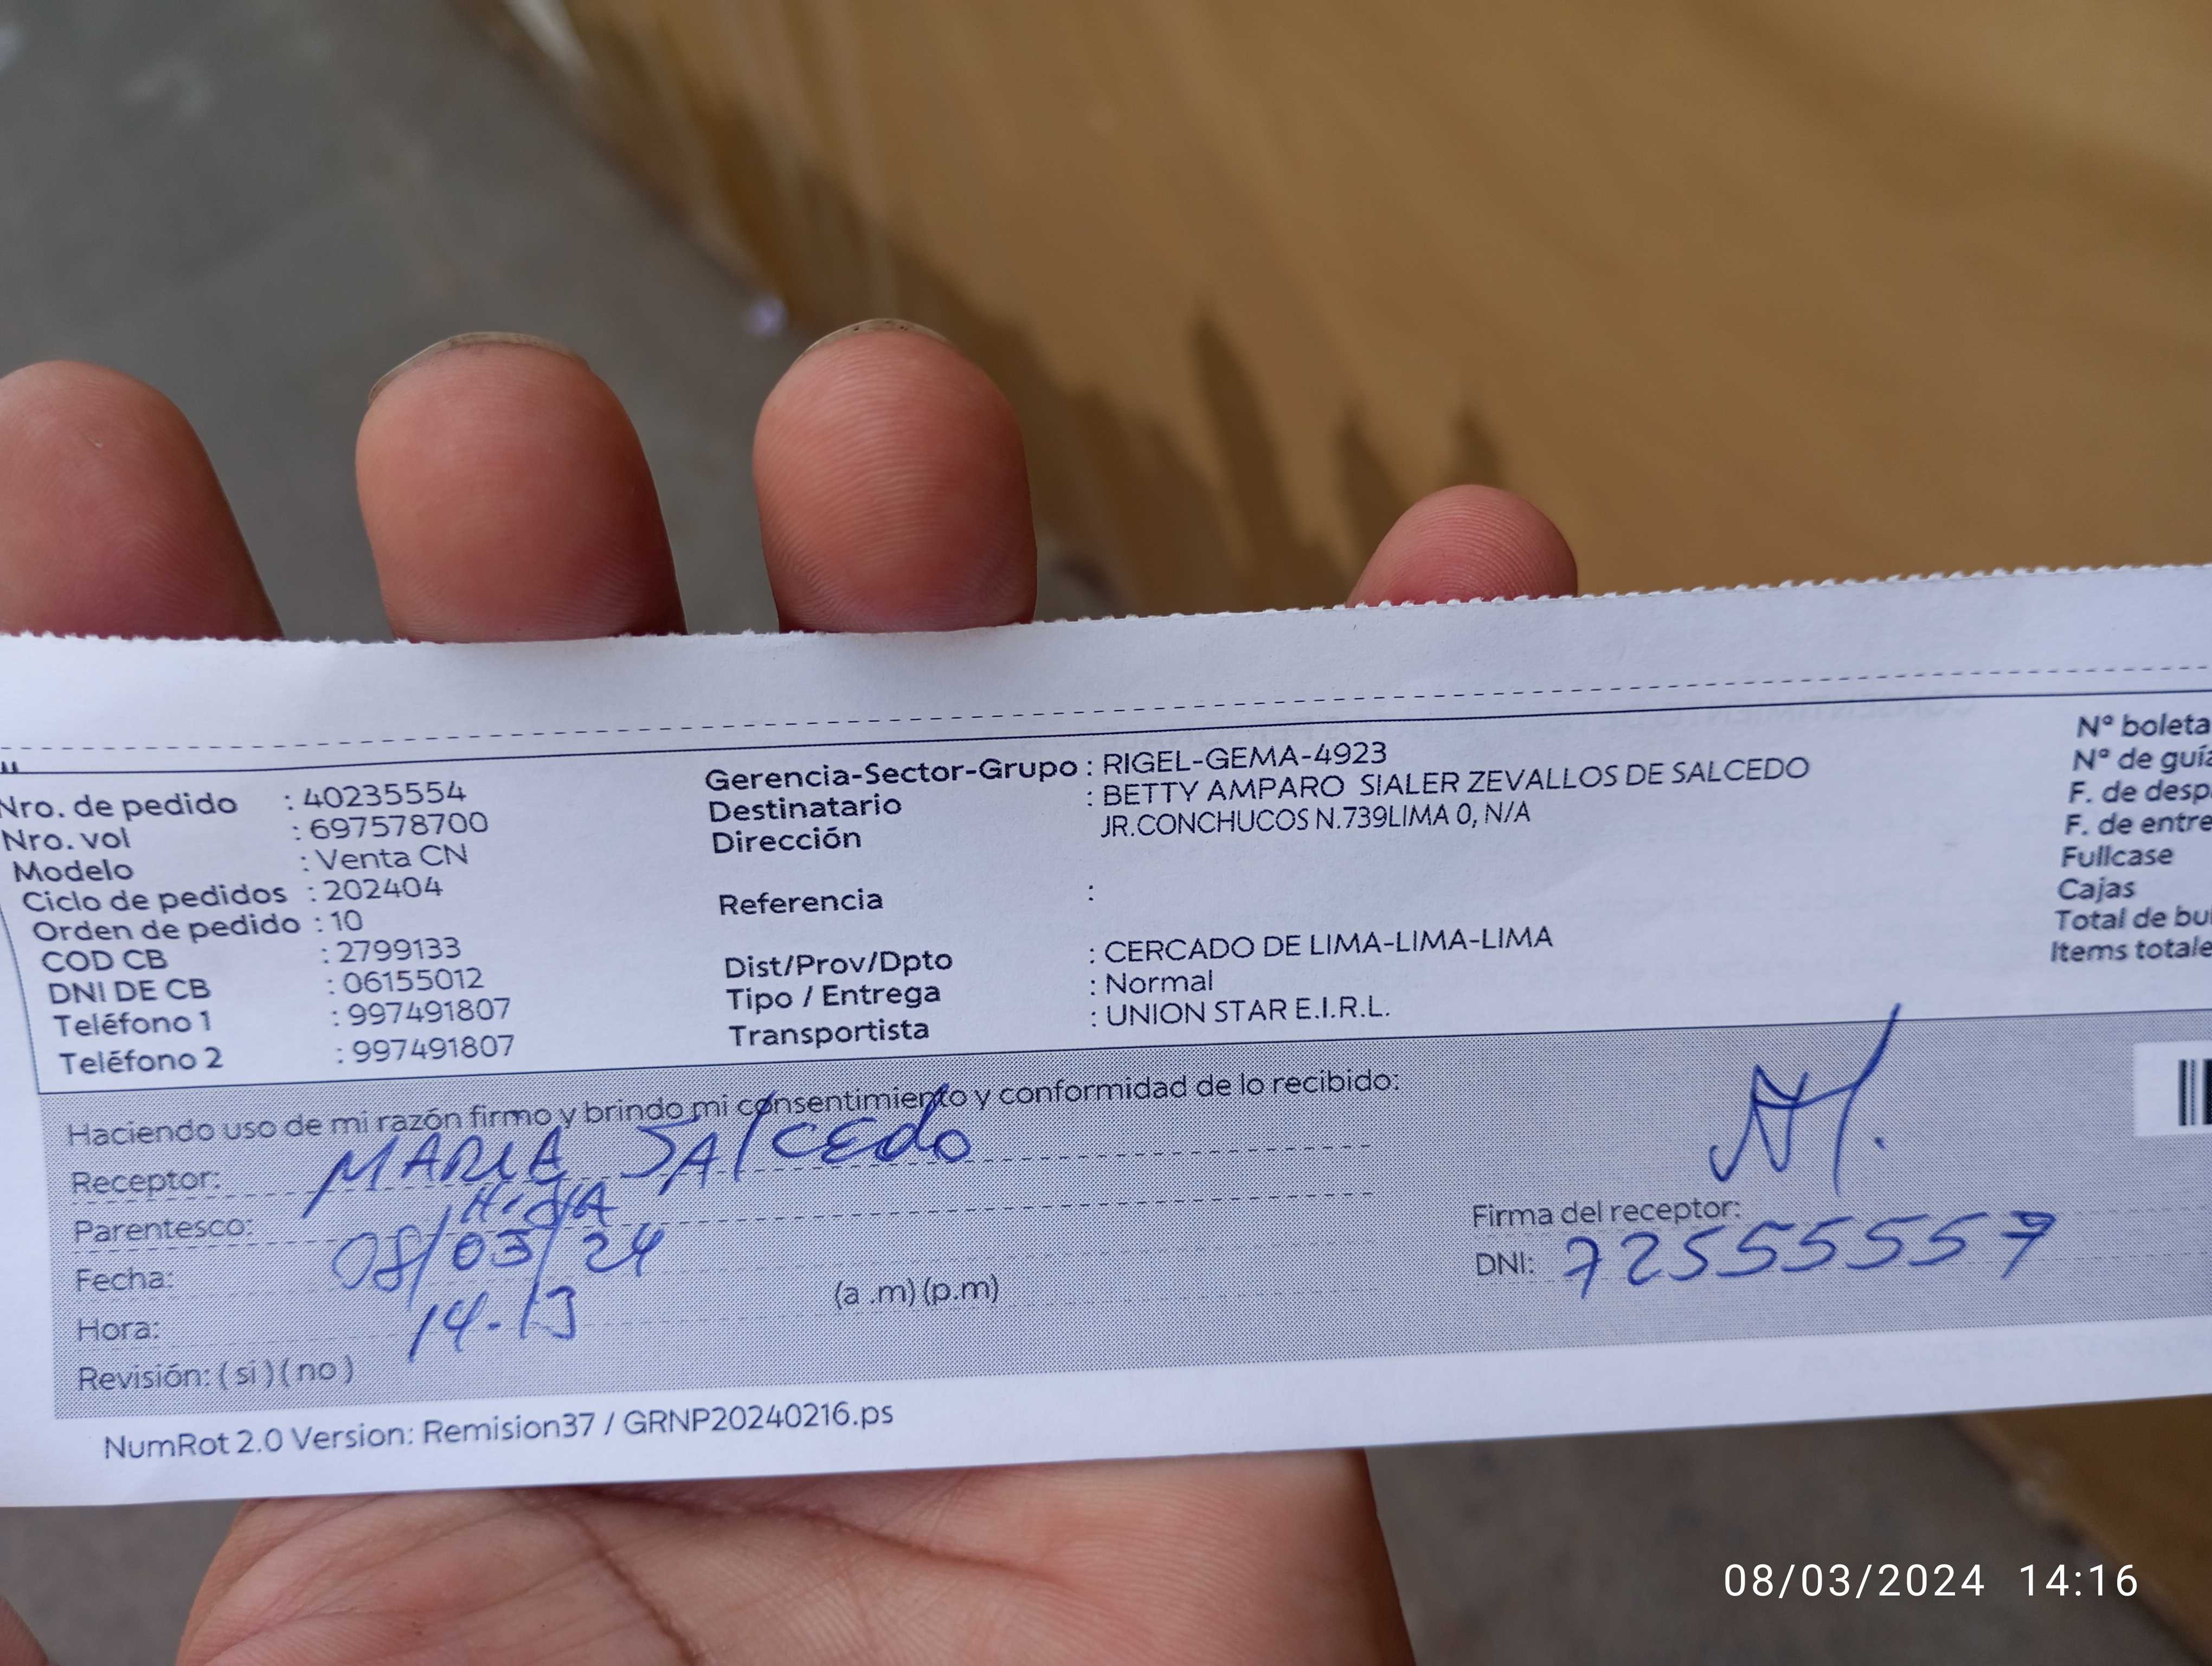 Nro. de pedido : 40235554
Nro. vol : 697578700
Modelo : Venta CN
Ciclo de pedidos : 202404
Orden de pedido : 10
COD CB : 2799133
DNI DE CB : 06155012
Teléfono 1 : 997491807
Teléfono 2 : 997491807
Gerencia-Sector-Grupo : RIGEL-GEMA-4923
Destinatario : BETTY AMPARO SIALER ZEVALLOS DE SALCEDO
Dirección JR.CONCHUCOS N.739LIMA 0, N/A
Referencia :
Dist/Prov/Dpto : CERCADO DE LIMA-LIMA-LIMA
Tipo / Entrega : Normal
Transportista : UNION STAR E.I.R.L.
Nº boleta
Nº de guía
F. de desp
F. de entre
Fullcase
Cajas
Total de bu
Items totale
Haciendo uso de mi razón firmo y brindo mi consentimiento y conformidad de lo recibido:
Receptor: MARIA SALCEDO
Parentesco: HIJA
Fecha: 08/03/24
Hora: 14-13 (a .m) (p.m)
Revisión: ( si ) ( no )
Firma del receptor:
DNI: 72555557
NumRot 2.0 Version: Remision37 / GRNP20240216.ps
08/03/2024 14:16